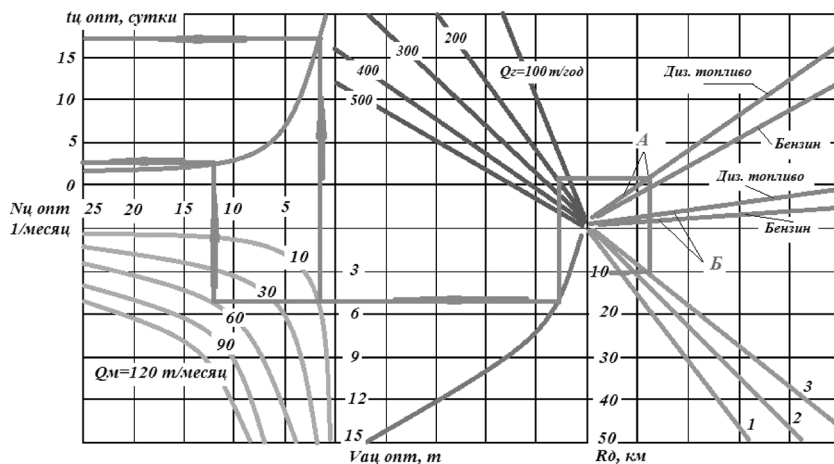 tц опт, сутки
15
10
5
0
Nц опт
1/месяц
25 20 15 10 5
10
30
60
90
Qм=120 т/месяц
200
300
400
500
Qг=100 т/год
А
Б
Диз. топливо
Бензин
Диз. топливо
Бензин
3
6
9
12
15
Vац опт, т
10
20
30
40
50
Rд, км
1
2
3